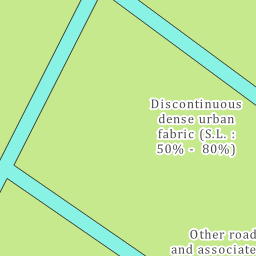 Discontinuous
dense urban
fabric (S.L. :
50% -  80%)
Other road
and associate